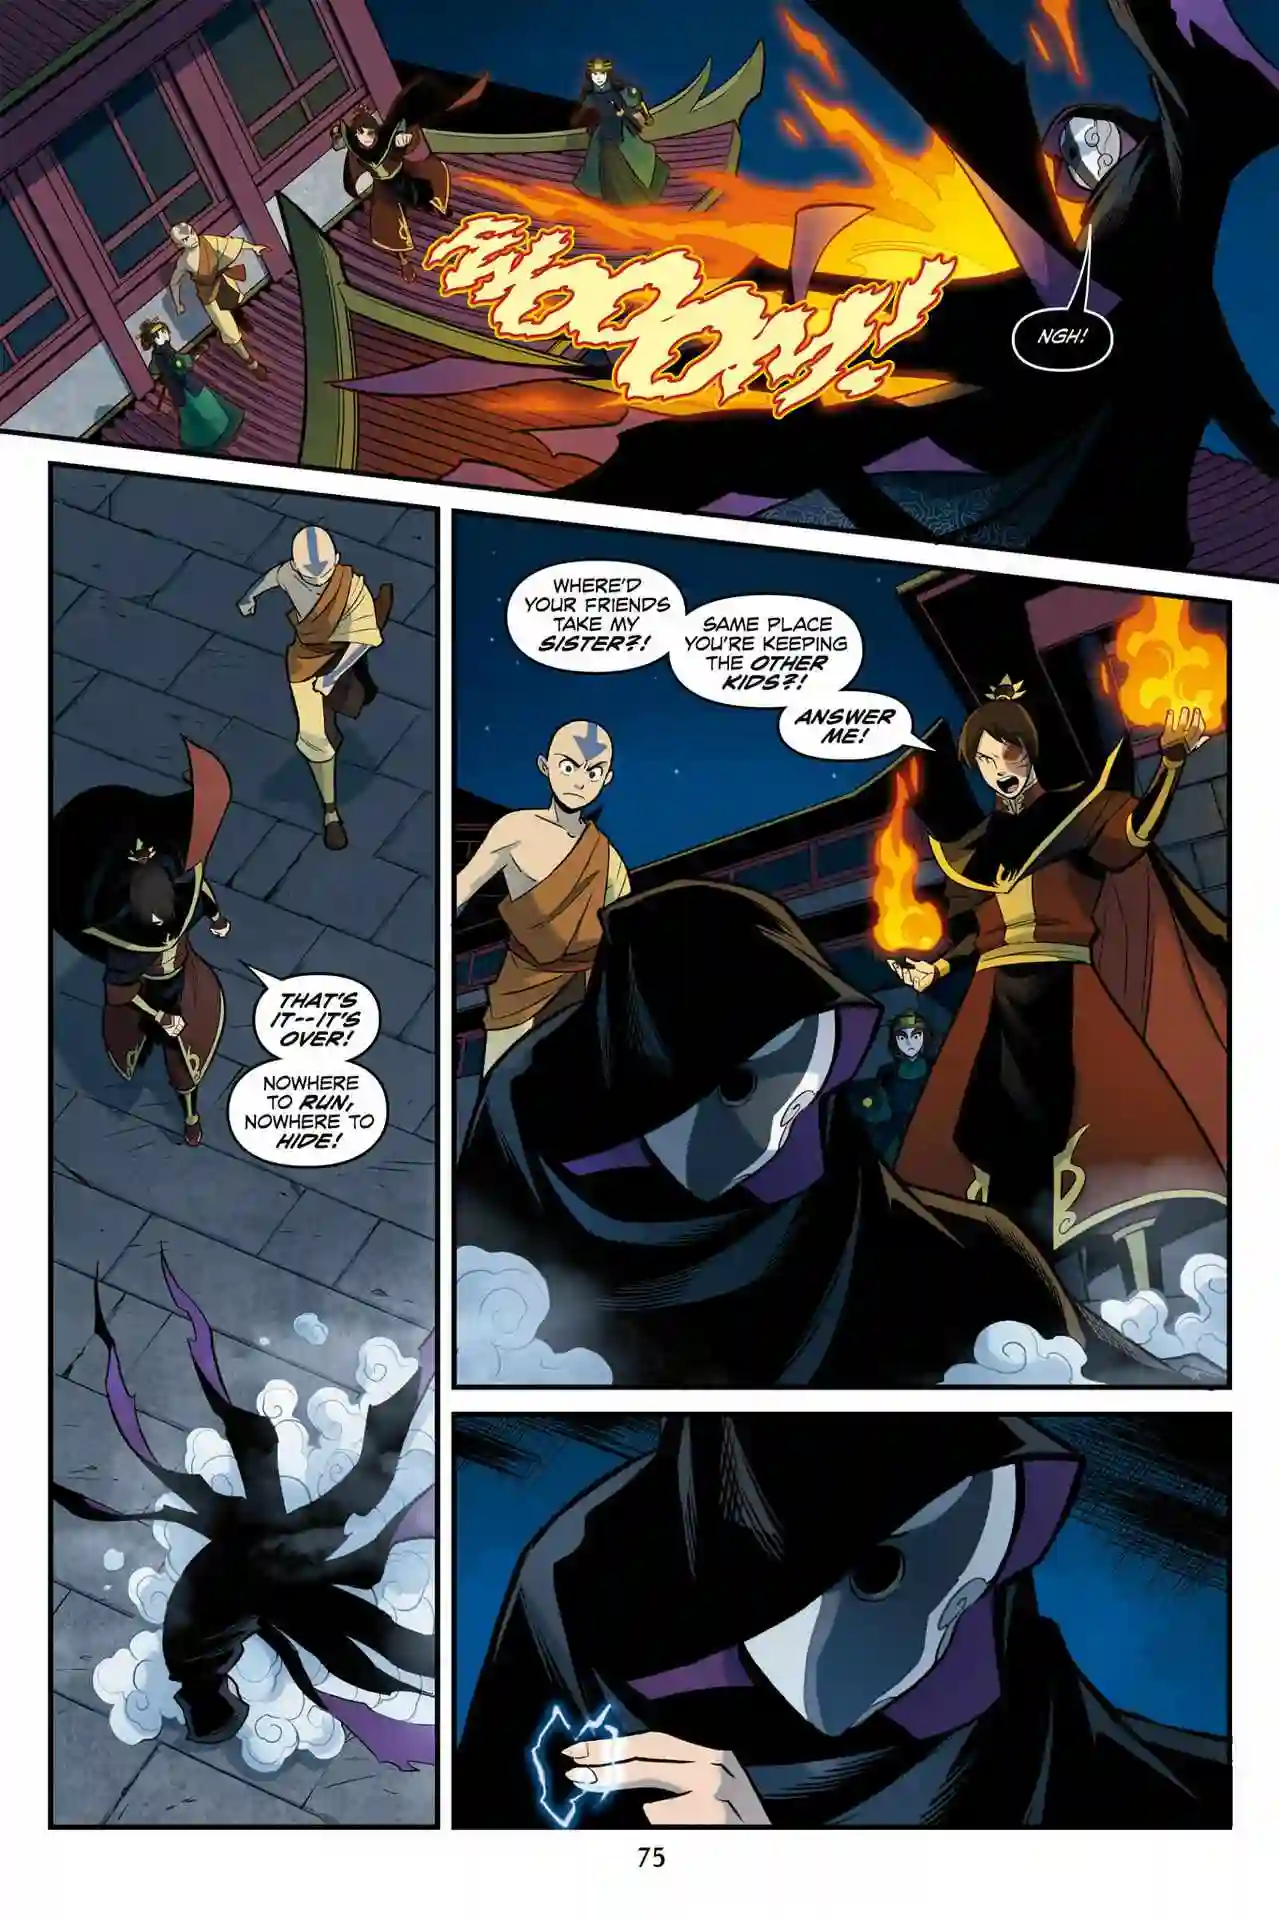 FWOOOOM!
NGH!
THAT'S
IT--IT'S
OVER!
NOWHERE
TO RUN,
NOWHERE TO
HIDE!
WHERE'D
YOUR FRIENDS
TAKE MY
SISTER?!
SAME PLACE
YOU'RE KEEPING
THE OTHER
KIDS?!
ANSWER
ME!
75